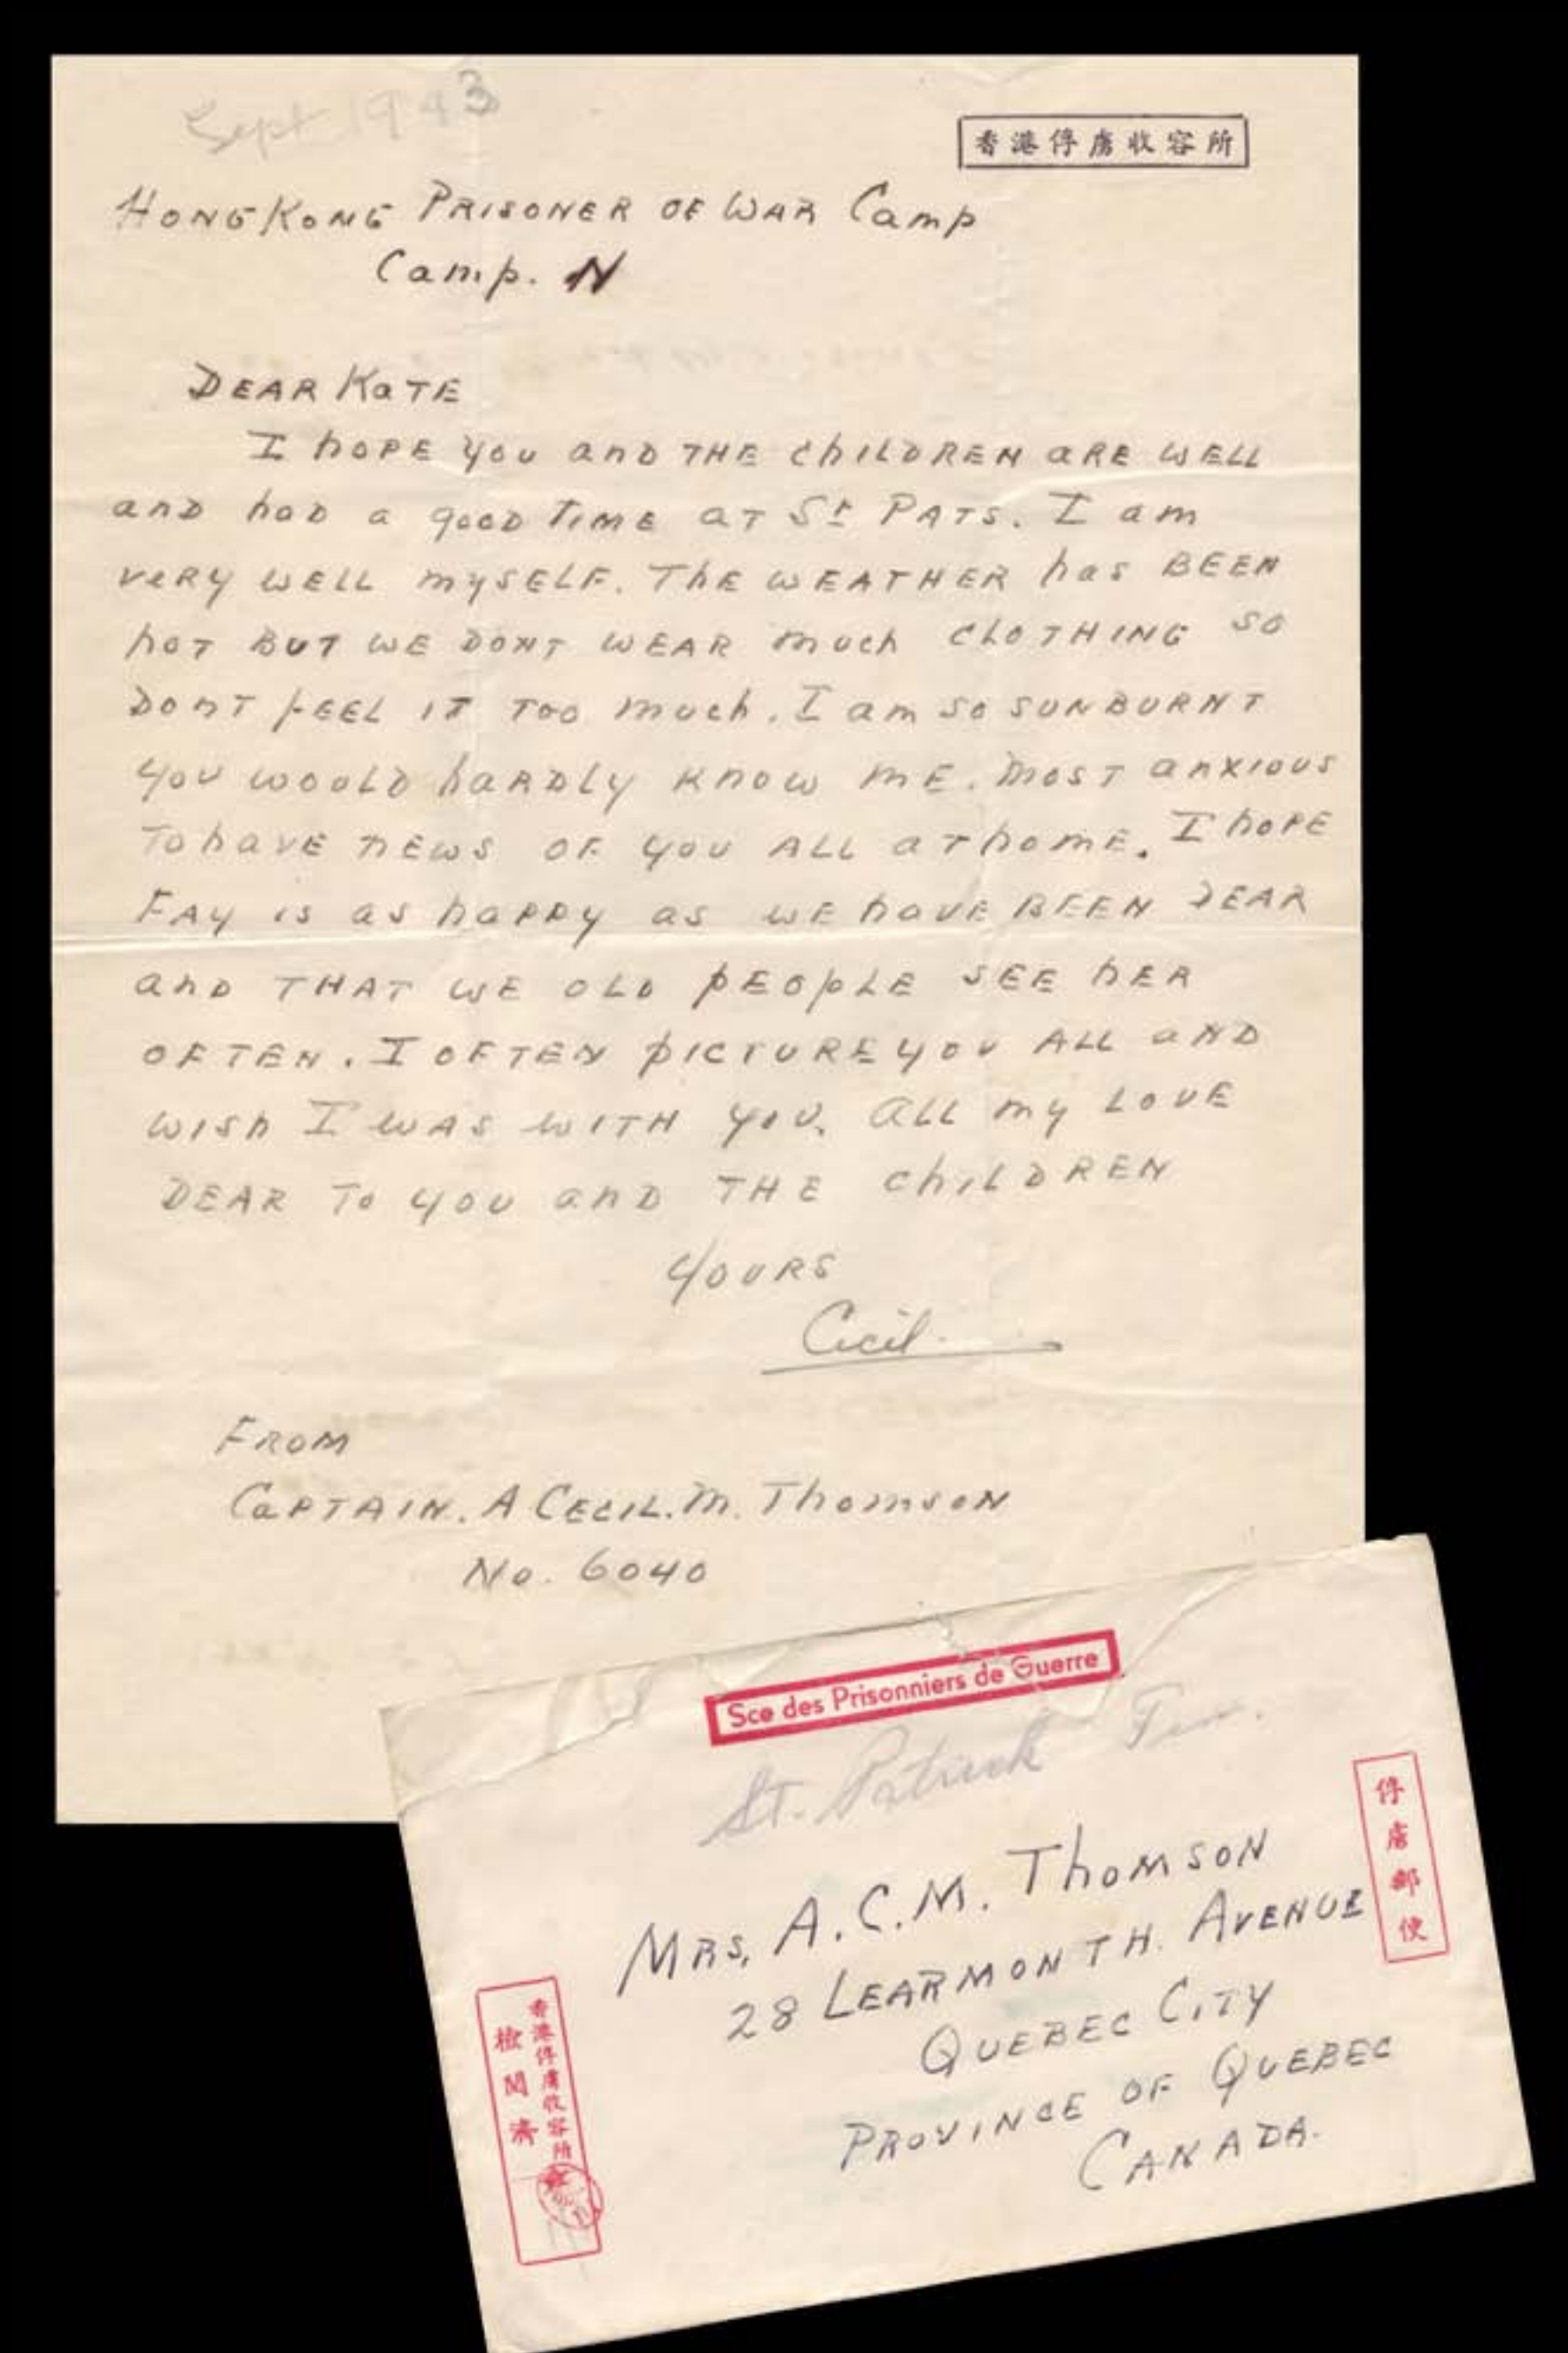 Sept 1943
香港俘虜收容所
HONGKONG PRISONER OF WAR Camp
Camp. N
DEAR KATE
I hOPE you and THE chILDREN aRE WELL
and had a good TIME aT St PATS. I am
veRy WELL mySELF. ThE WEATHER has BEEN
hoT BUT WE DONT WEAR much CLOTHING SO
DonT fEEL IT Too much. I am so SUNBURNT
you would haRDLy Know mE. mosT anxious
To havE nEWS OF you ALL aT homE. I hOPE
FAy is as haPPy as wE havE BEEN DEAR
and THAT WE OLD pEOpLE SEE hER
OFTEN. I OFTEN pICTURE you ALL aND
WISh I WAS WITH you. aLL my LOVE
DEAR To you anD THE chILDREN
yOURS
Cecil
FROM
CaPTAIN. A CECIL. M. ThomsoN
No. 6040
Sce des Prisonniers de Guerre
St. Patrick
俘虜郵便
MRS. A.C.M. ThomSON
28 LEARMONTH. AVENUE
QUEBEC CITY
PROVINCE OF QUEBEC
CANADA.
香港俘虜收容所
檢閲濟